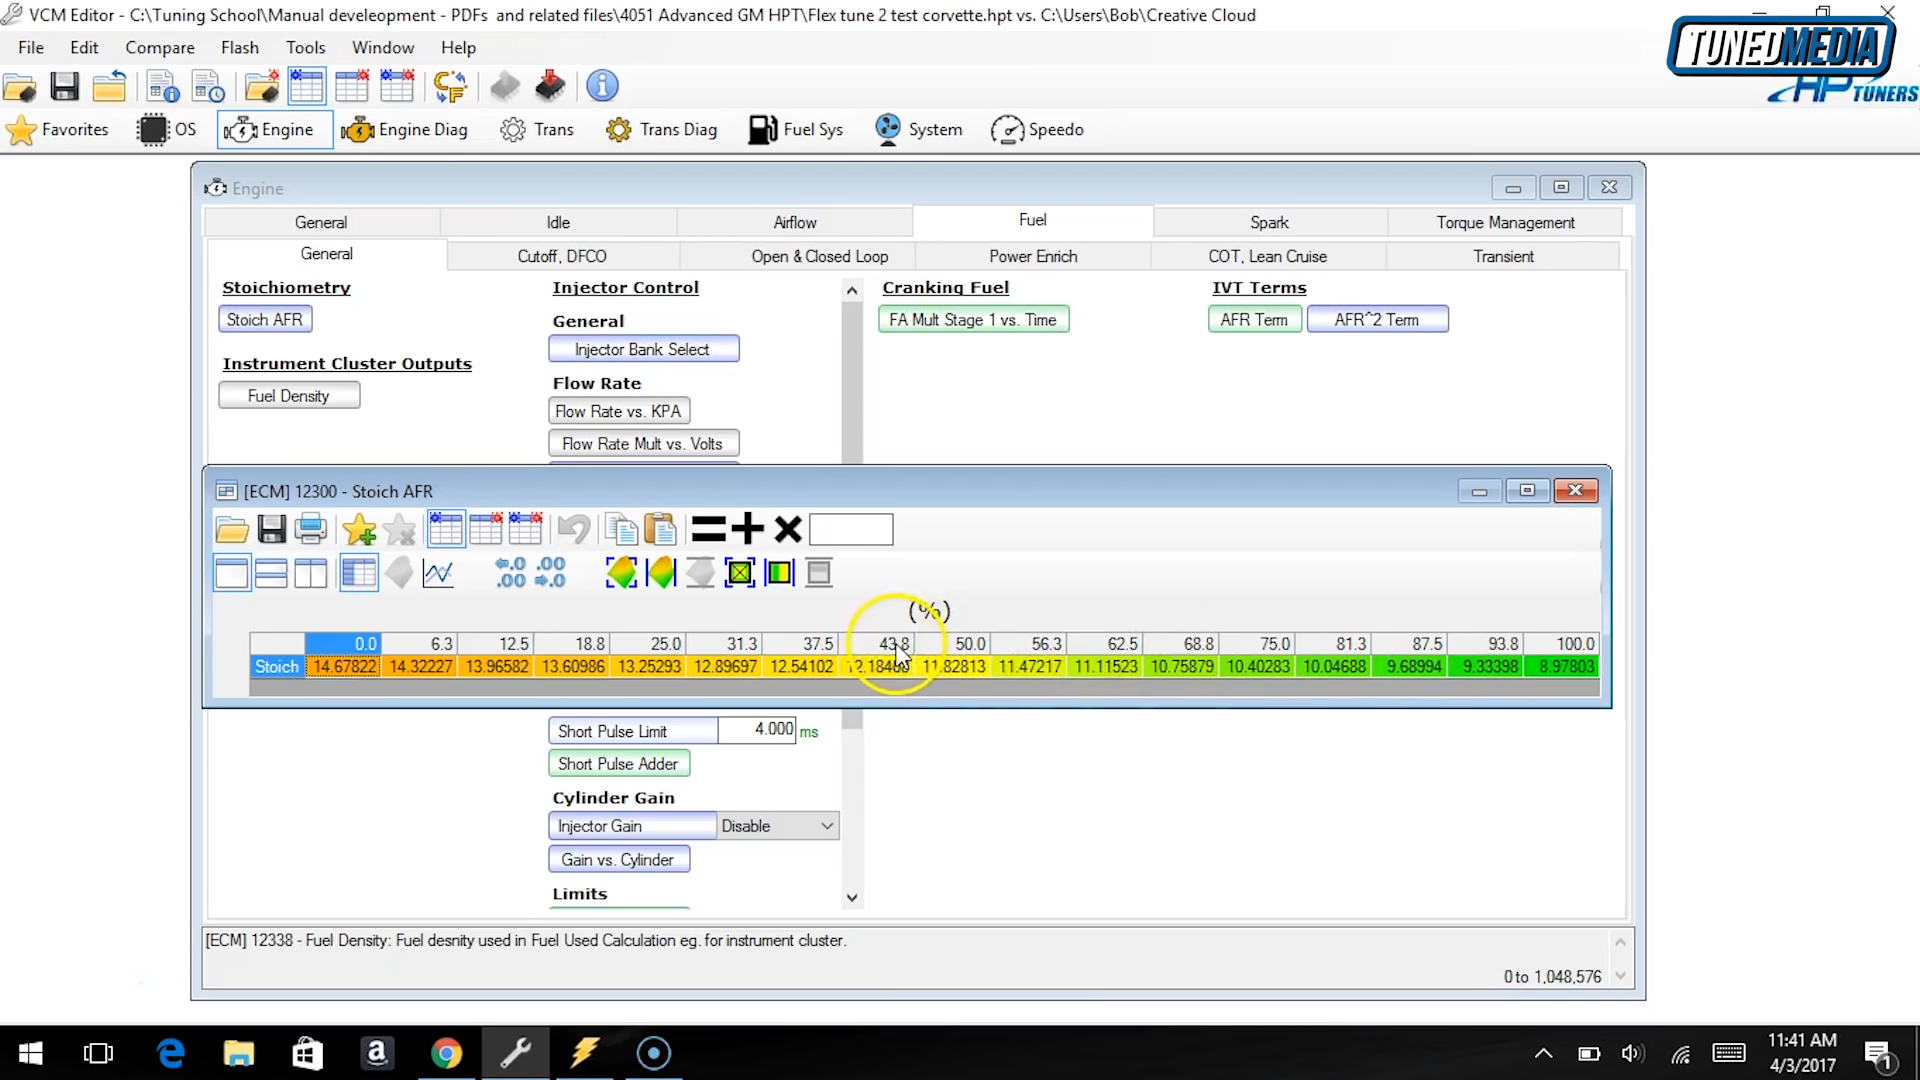 VCM Editor - C:\Tuning School\Manual develeopment - PDFs and related files\4051 Advanced GM HPT\Flex tune 2 test corvette.hpt vs. C:\Users\Bob\Creative Cloud
TUNEDMEDIA
HP TUNERS
File Edit Compare Flash Tools Window Help
Favorites OS Engine Engine Diag Trans Trans Diag Fuel Sys System Speedo
Engine
General Idle Airflow Fuel Spark Torque Management
General Cutoff, DFCO Open & Closed Loop Power Enrich COT, Lean Cruise Transient
Stoichiometry Injector Control Cranking Fuel IVT Terms
Stoich AFR General FA Mult Stage 1 vs. Time AFR Term AFR^2 Term
Injector Bank Select
Instrument Cluster Outputs
Fuel Density Flow Rate
Flow Rate vs. KPA
Flow Rate Mult vs. Volts
[ECM] 12300 - Stoich AFR
(%)
0.0 6.3 12.5 18.8 25.0 31.3 37.5 43.8 50.0 56.3 62.5 68.8 75.0 81.3 87.5 93.8 100.0
Stoich 14.67822 14.32227 13.96582 13.60986 13.25293 12.89697 12.54102 11.82813 11.47217 11.11523 10.75879 10.40283 10.04688 9.68994 9.33398 8.97803
Short Pulse Limit 4.000 ms
Short Pulse Adder
Cylinder Gain
Injector Gain Disable
Gain vs. Cylinder
Limits
[ECM] 12338 - Fuel Density: Fuel desnity used in Fuel Used Calculation eg. for instrument cluster.
0 to 1,048,576
11:41 AM
4/3/2017
1